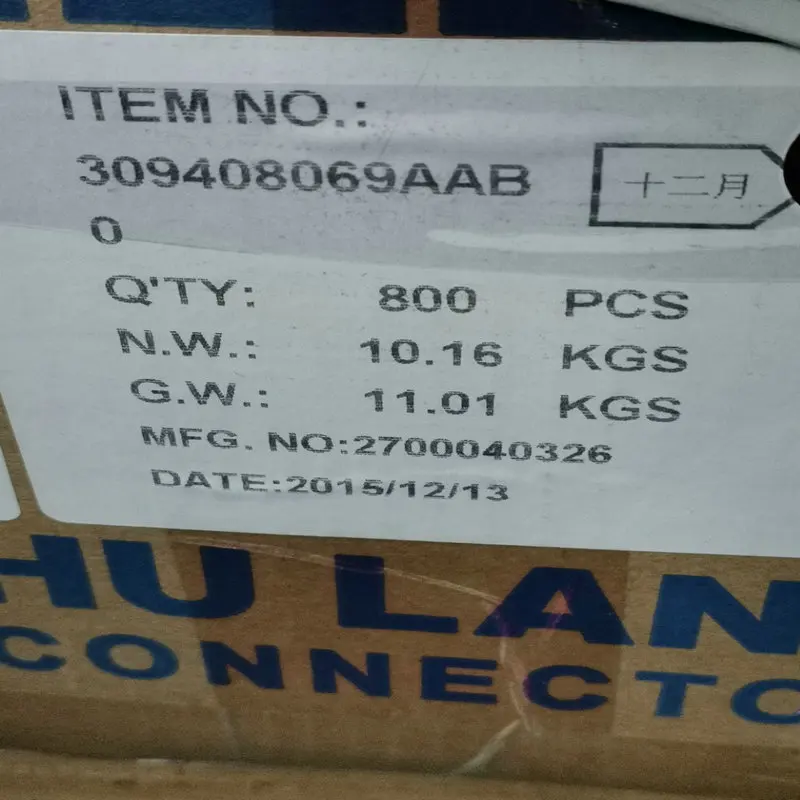 ITEM NO.:
309408069AAB
十二月
0
Q'TY: 800 PCS
N.W.: 10.16 KGS
G.W.: 11.01 KGS
MFG. NO:2700040326
DATE:2015/12/13
HU LAN
CONNECTO